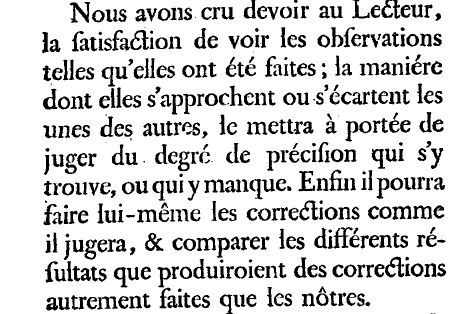 Nous avons cru devoir au Lecteur,
la ſatisfaction de voir les obſervations
telles qu'elles ont été faites ; la maniére
dont elles s'approchent ou s'écartent les
unes des autres, le mettra à portée de
juger du degré de préciſion qui s'y
trouve, ou qui y manque. Enfin il pourra
faire lui-même les corrections comme
il jugera, & comparer les différents ré-
ſultats que produiroient des corrections
autrement faites que les nôtres.